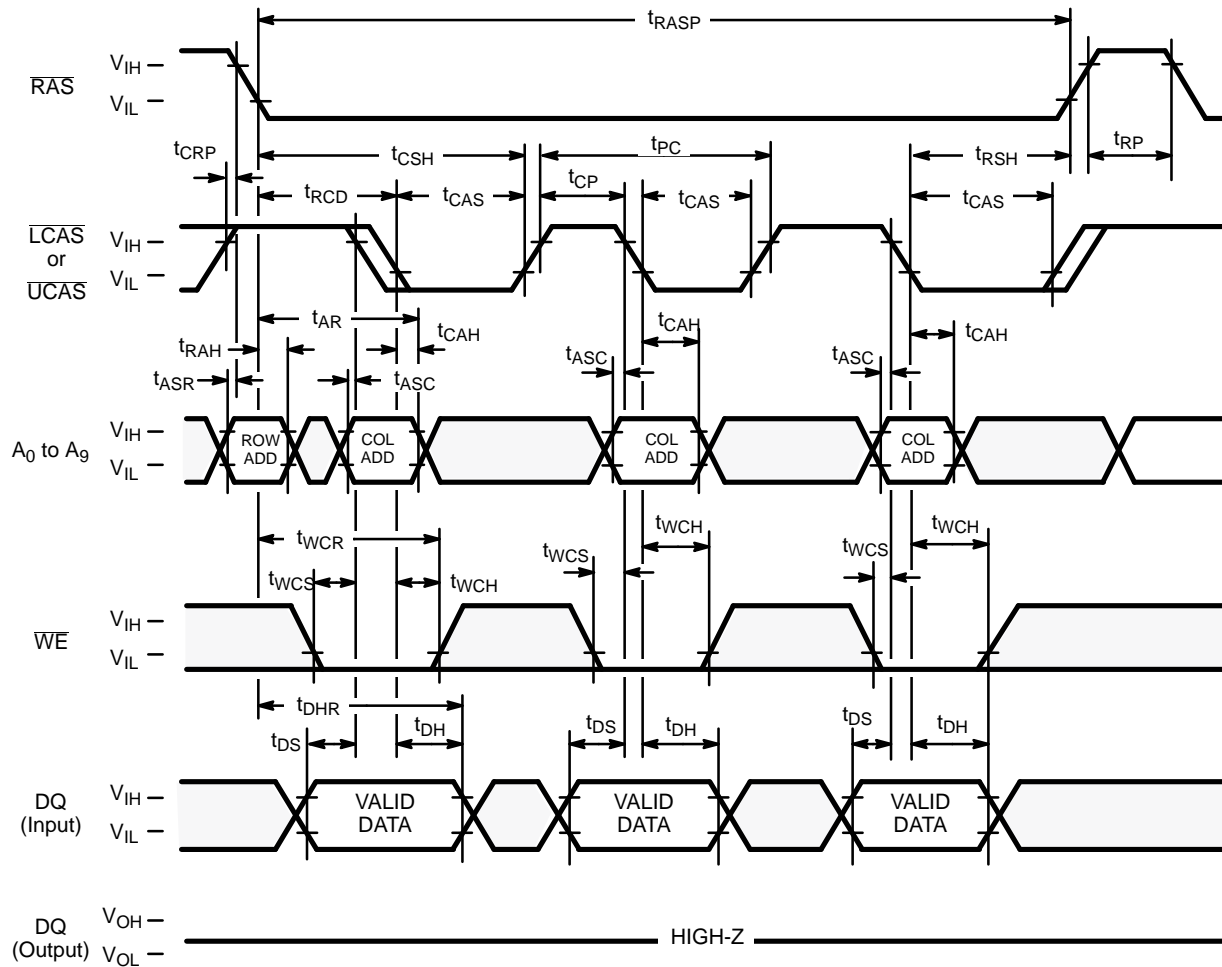 tRASP
RAS
VIH
VIL
tCRP
tCSH
tPC
tRSH
tRP
tRCD
tCAS
tCP
tCAS
tCAS
LCAS
or
UCAS
VIH
VIL
tAR
tCAH
tCAH
tCAH
tRAH
tASC
tASC
tASR
tASC
A0 to A9
VIH
VIL
ROW
ADD
COL
ADD
COL
ADD
COL
ADD
tWCR
tWCH
tWCH
tWCS
tWCS
tWCS
tWCH
WE
VIH
VIL
tDHR
tDS
tDH
tDS
tDH
tDS
tDH
DQ
(Input)
VIH
VIL
VALID
DATA
VALID
DATA
VALID
DATA
DQ
(Output)
VOH
VOL
HIGH-Z